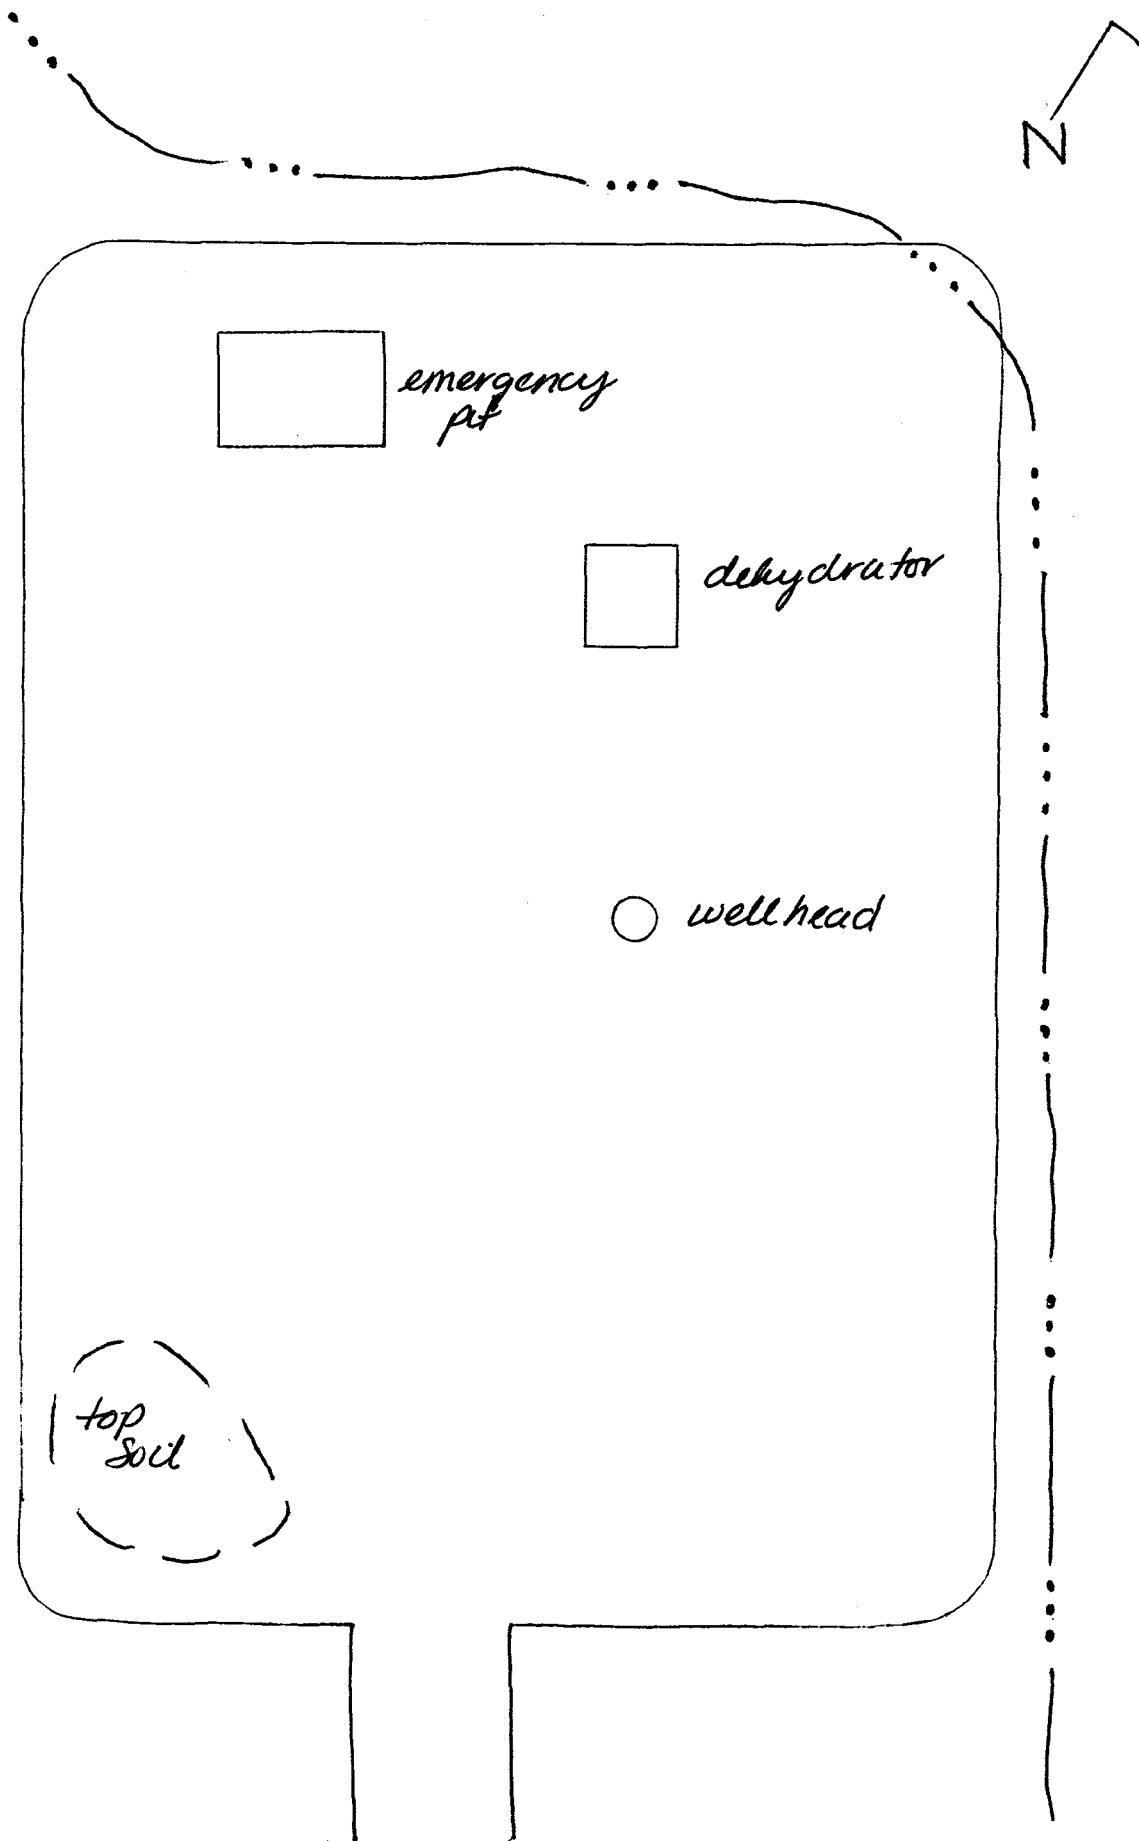 N
emergency
pit
dehydrator
wellhead
top
soil